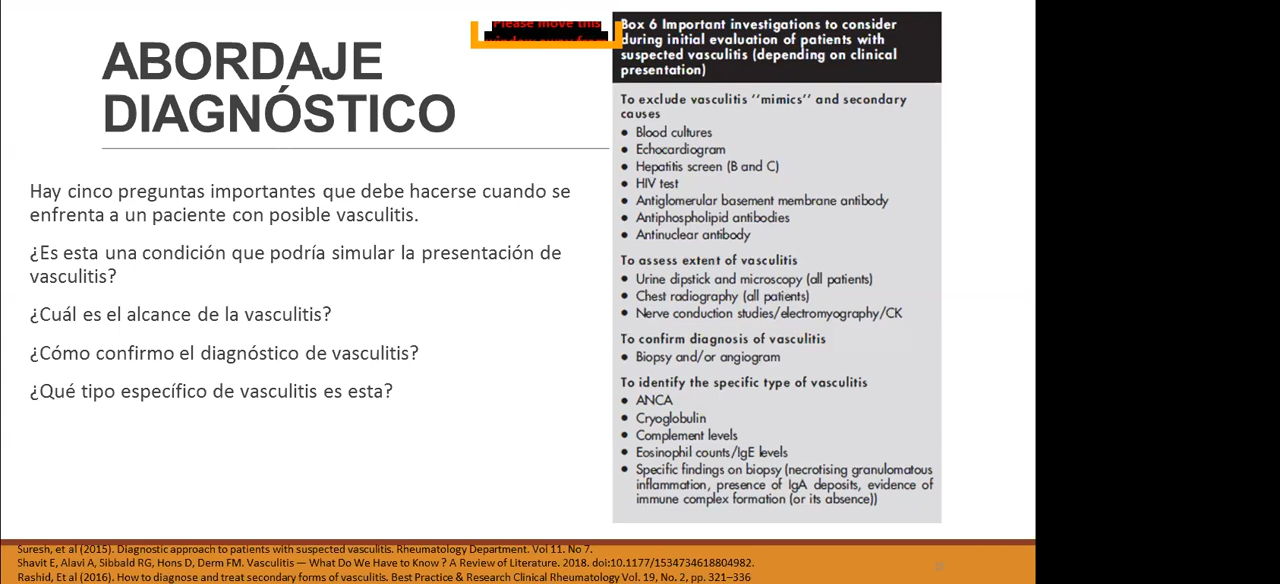 ABORDAJE
DIAGNÓSTICO
Hay cinco preguntas importantes que debe hacerse cuando se
enfrenta a un paciente con posible vasculitis.
¿Es esta una condición que podría simular la presentación de
vasculitis?
¿Cuál es el alcance de la vasculitis?
¿Cómo confirmo el diagnóstico de vasculitis?
¿Qué tipo específico de vasculitis es esta?
Please move this
Box 6 Important investigations to consider
during initial evaluation of patients with
suspected vasculitis (depending on clinical
presentation)
To exclude vasculitis ''mimics'' and secondary
causes
• Blood cultures
• Echocardiogram
• Hepatitis screen (B and C)
• HIV test
• Antiglomerular basement membrane antibody
• Antiphospholipid antibodies
• Antinuclear antibody
To assess extent of vasculitis
• Urine dipstick and microscopy (all patients)
• Chest radiography (all patients)
• Nerve conduction studies/electromyography/CK
To confirm diagnosis of vasculitis
• Biopsy and/or angiogram
To identify the specific type of vasculitis
• ANCA
• Cryoglobulin
• Complement levels
• Eosinophil counts/IgE levels
• Specific findings on biopsy (necrotising granulomatous
inflammation, presence of IgA deposits, evidence of
immune complex formation (or its absence))
Suresh, et al (2015). Diagnostic approach to patients with suspected vasculitis. Rheumatology Department. Vol 11. No 7.
Shavit E, Alavi A, Sibbald RG, Hons D, Derm FM. Vasculitis — What Do We Have to Know ? A Review of Literature. 2018. doi:10.1177/1534734618804982.
Rashid, Et al (2016). How to diagnose and treat secondary forms of vasculitis. Best Practice & Research Clinical Rheumatology Vol. 19, No. 2, pp. 321–336